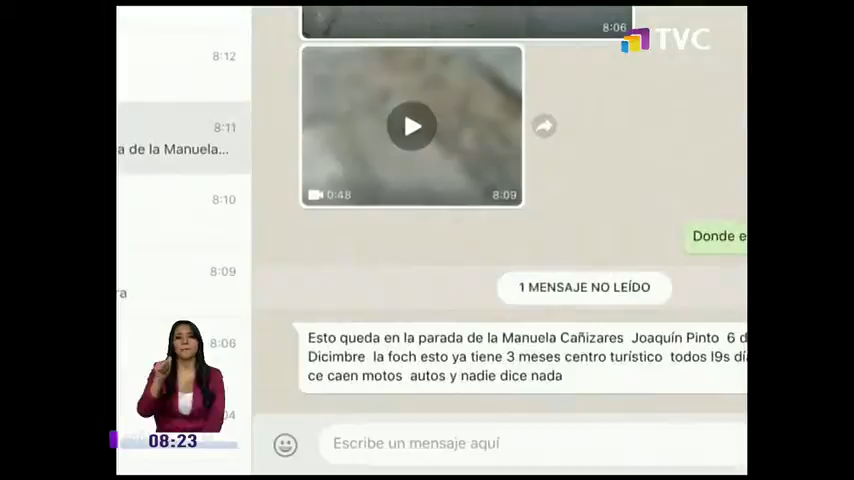 8:06
TVC
8:12
8:11
a de la Manuela...
0:48
8:09
8:10
Donde e
8:09
1 MENSAJE NO LEÍDO
ra
8:06
Esto queda en la parada de la Manuela Cañizares Joaquín Pinto 6 d
Dicimbre la foch esto ya tiene 3 meses centro turístico todos l9s día
ce caen motos autos y nadie dice nada
04
08:23
Escribe un mensaje aquí